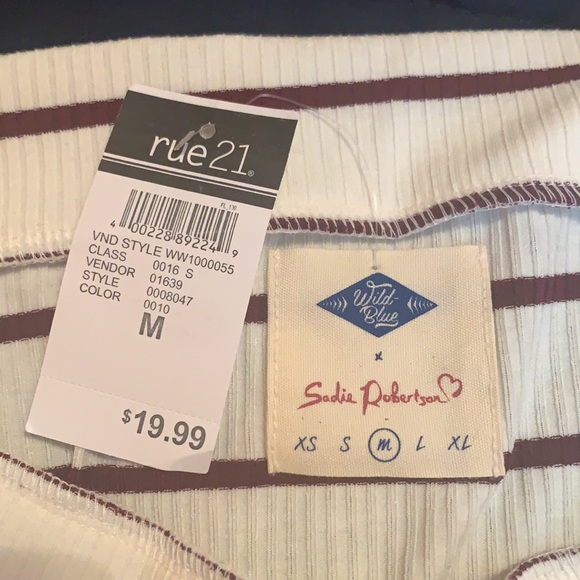 rue21®
FL_139
4 00228 89224 9
VND STYLE WW1000055
CLASS 0016 S
VENDOR 01639
STYLE 0008047
COLOR 0010
M
$19.99
Wild-
Blue
x
Sadie Robertson
XS S M L XL